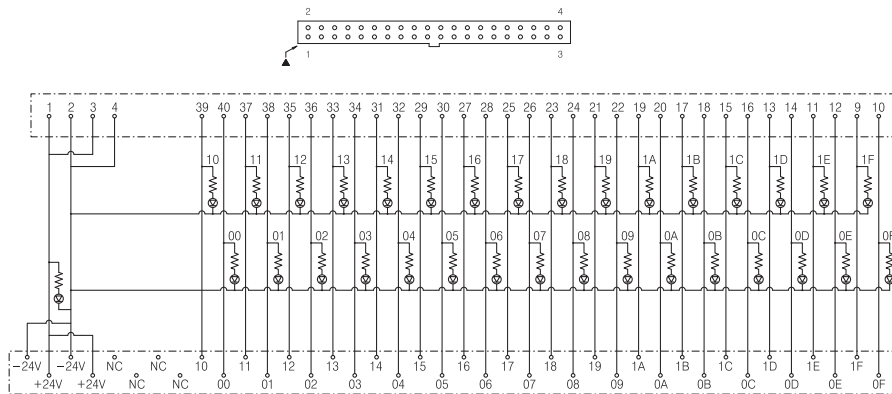 2 4
1 3
1 2 3 4 39 40 37 38 35 36 33 34 31 32 29 30 27 28 25 26 23 24 21 22 19 20 17 18 15 16 13 14 11 12 9 10
10 11 12 13 14 15 16 17 18 19 1A 1B 1C 1D 1E 1F
00 01 02 03 04 05 06 07 08 09 0A 0B 0C 0D 0E 0F
−24V −24V NC NC 10 11 12 13 14 15 16 17 18 19 1A 1B 1C 1D 1E 1F
+24V +24V NC NC 00 01 02 03 04 05 06 07 08 09 0A 0B 0C 0D 0E 0F